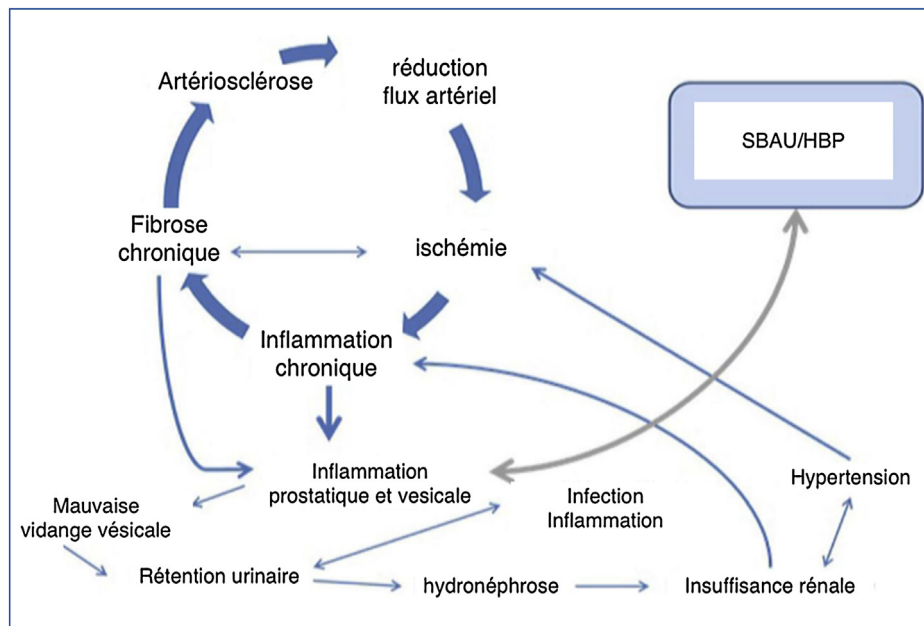 Artériosclérose
réduction
flux artériel
SBAU/HBP
Fibrose
chronique
ischémie
Inflammation
chronique
Inflammation
prostatique et vesicale
Infection
Inflammation
Hypertension
Mauvaise
vidange vésicale
Rétention urinaire
hydronéphrose
Insuffisance rénale